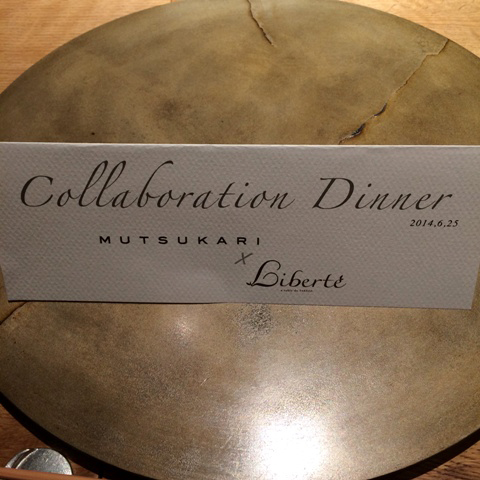 Collaboration Dinner
2014,6,25
MUTSUKARI
×
Liberté